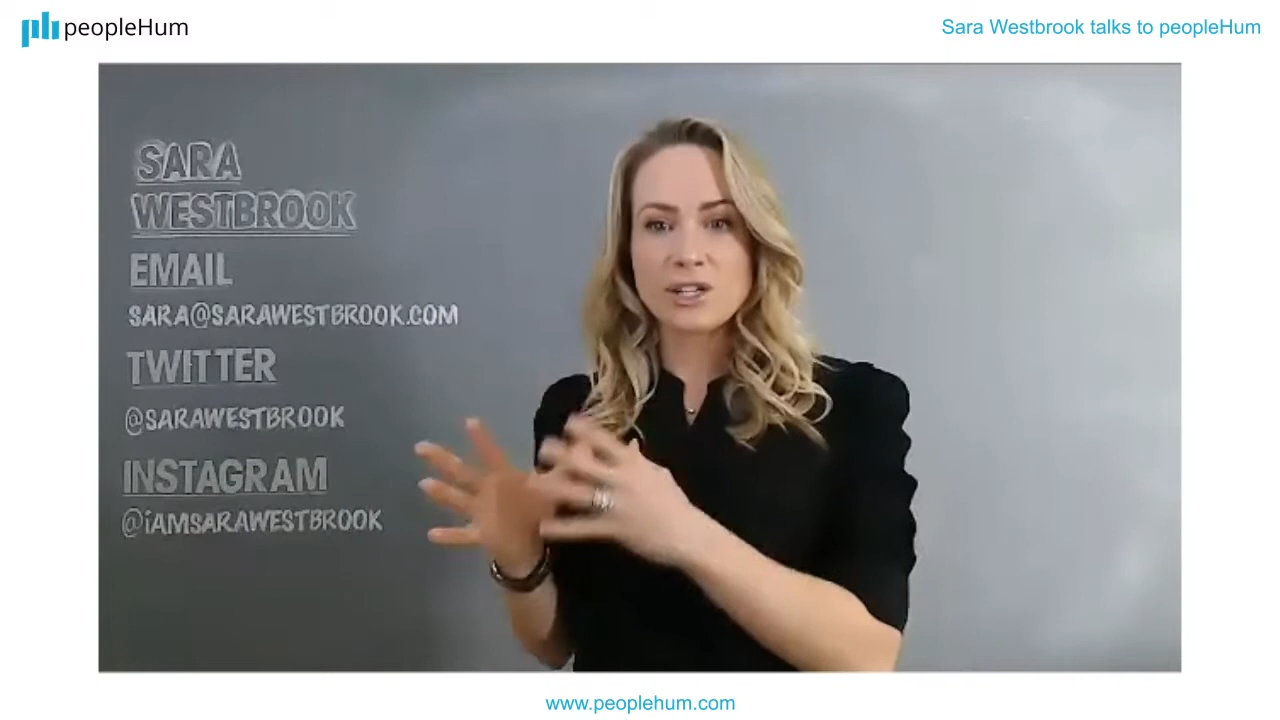 peopleHum
Sara Westbrook talks to peopleHum
SARA
WESTBROOK
EMAIL
SARA@SARAWESTBROOK.COM
TWITTER
@SARAWESTBROOK
INSTAGRAM
@iAMSARAWESTBROOK
www.peoplehum.com